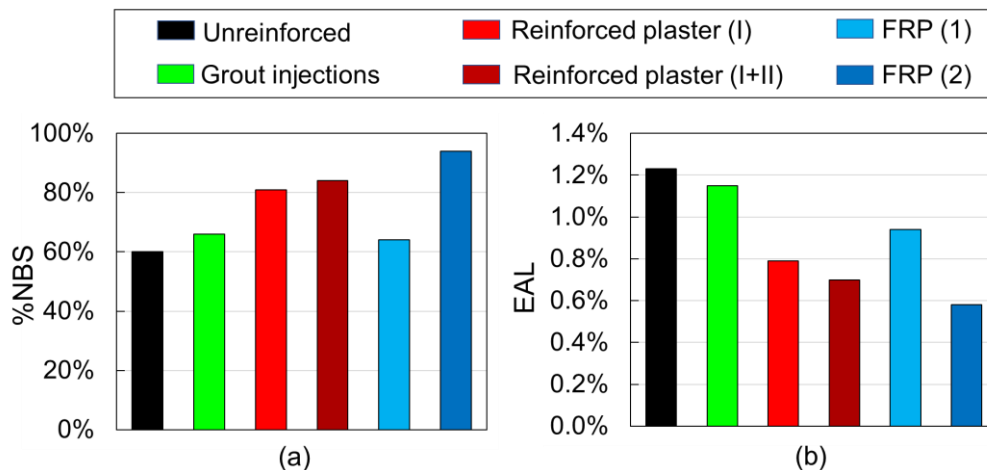 Unreinforced Reinforced plaster (I) FRP (1)
Grout injections Reinforced plaster (I+II) FRP (2)
100%
80%
60%
40%
20%
0%
%NBS
(a)
1.4%
1.2%
1.0%
0.8%
0.6%
0.4%
0.2%
0.0%
EAL
(b)